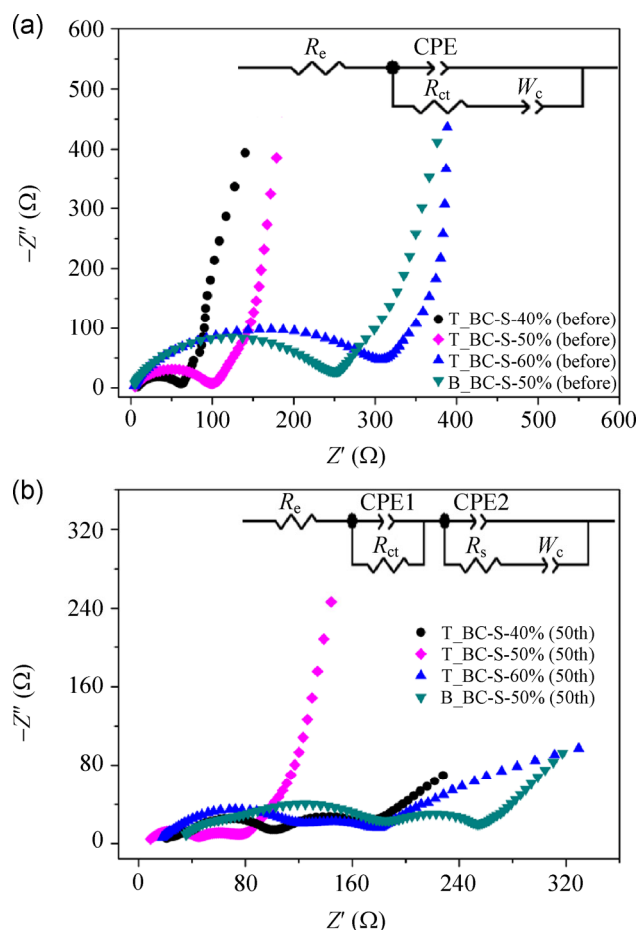 (a)
600
500
400
300
200
100
0
−Z″ (Ω)
Re
CPE
Rct
Wc
T_BC-S-40% (before)
T_BC-S-50% (before)
T_BC-S-60% (before)
B_BC-S-50% (before)
0 100 200 300 400 500 600
Z′ (Ω)
(b)
320
240
160
80
0
−Z″ (Ω)
Re
CPE1
CPE2
Rct
Rs
Wc
T_BC-S-40% (50th)
T_BC-S-50% (50th)
T_BC-S-60% (50th)
B_BC-S-50% (50th)
0 80 160 240 320
Z′ (Ω)